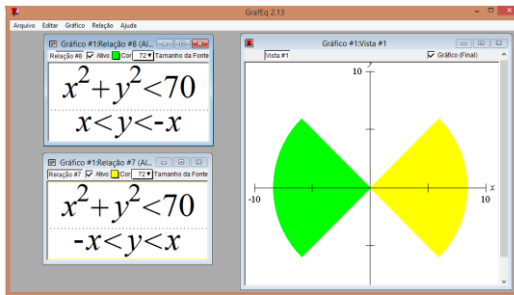 GrafEq 2.13
Arquivo Editar Gráfico Relação Ajuda
Gráfico #1:Relação #8 (Al...
Relação #8 Ativo Cor 72 Tamanho da Fonte
x²+y²<70
x<y<-x
Gráfico #1:Relação #7 (Al...
Relação #7 Ativo Cor 72 Tamanho da Fonte
x²+y²<70
-x<y<x
Gráfico #1:Vista #1
Vista #1 Gráfico (Final)
y
10
-10 10 x